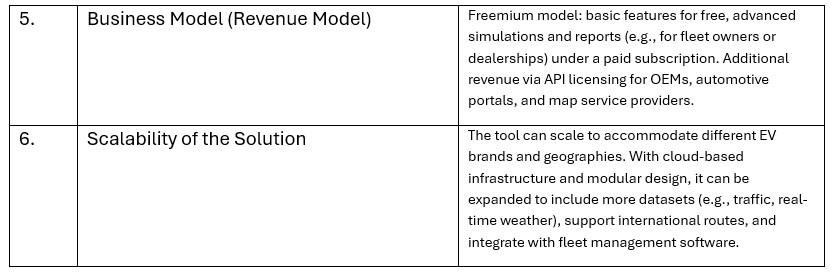 5.
Business Model (Revenue Model)
Freemium model: basic features for free, advanced
simulations and reports (e.g., for fleet owners or
dealerships) under a paid subscription. Additional
revenue via API licensing for OEMs, automotive
portals, and map service providers.
6.
Scalability of the Solution
The tool can scale to accommodate different EV
brands and geographies. With cloud-based
infrastructure and modular design, it can be
expanded to include more datasets (e.g., traffic, real-
time weather), support international routes, and
integrate with fleet management software.